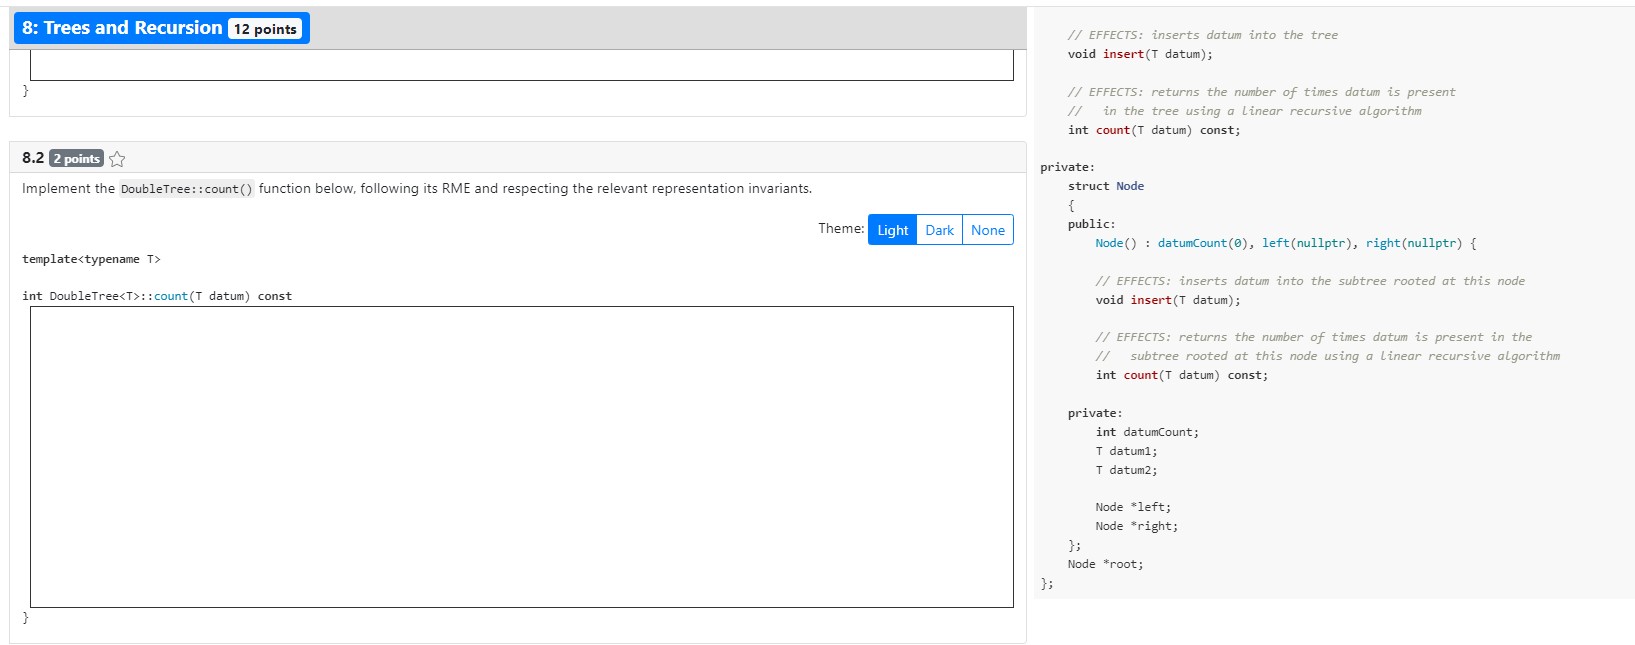 8: Trees and Recursion 12 points
}
8.2 2 points
Implement the DoubleTree::count() function below, following its RME and respecting the relevant representation invariants.
Theme: Light Dark None
template<typename T>
int DoubleTree<T>::count(T datum) const
}
// EFFECTS: inserts datum into the tree
void insert(T datum);
// EFFECTS: returns the number of times datum is present
//   in the tree using a linear recursive algorithm
int count(T datum) const;
private:
struct Node
{
public:
Node() : datumCount(0), left(nullptr), right(nullptr) {
// EFFECTS: inserts datum into the subtree rooted at this node
void insert(T datum);
// EFFECTS: returns the number of times datum is present in the
//   subtree rooted at this node using a linear recursive algorithm
int count(T datum) const;
private:
int datumCount;
T datum1;
T datum2;
Node *left;
Node *right;
};
Node *root;
};